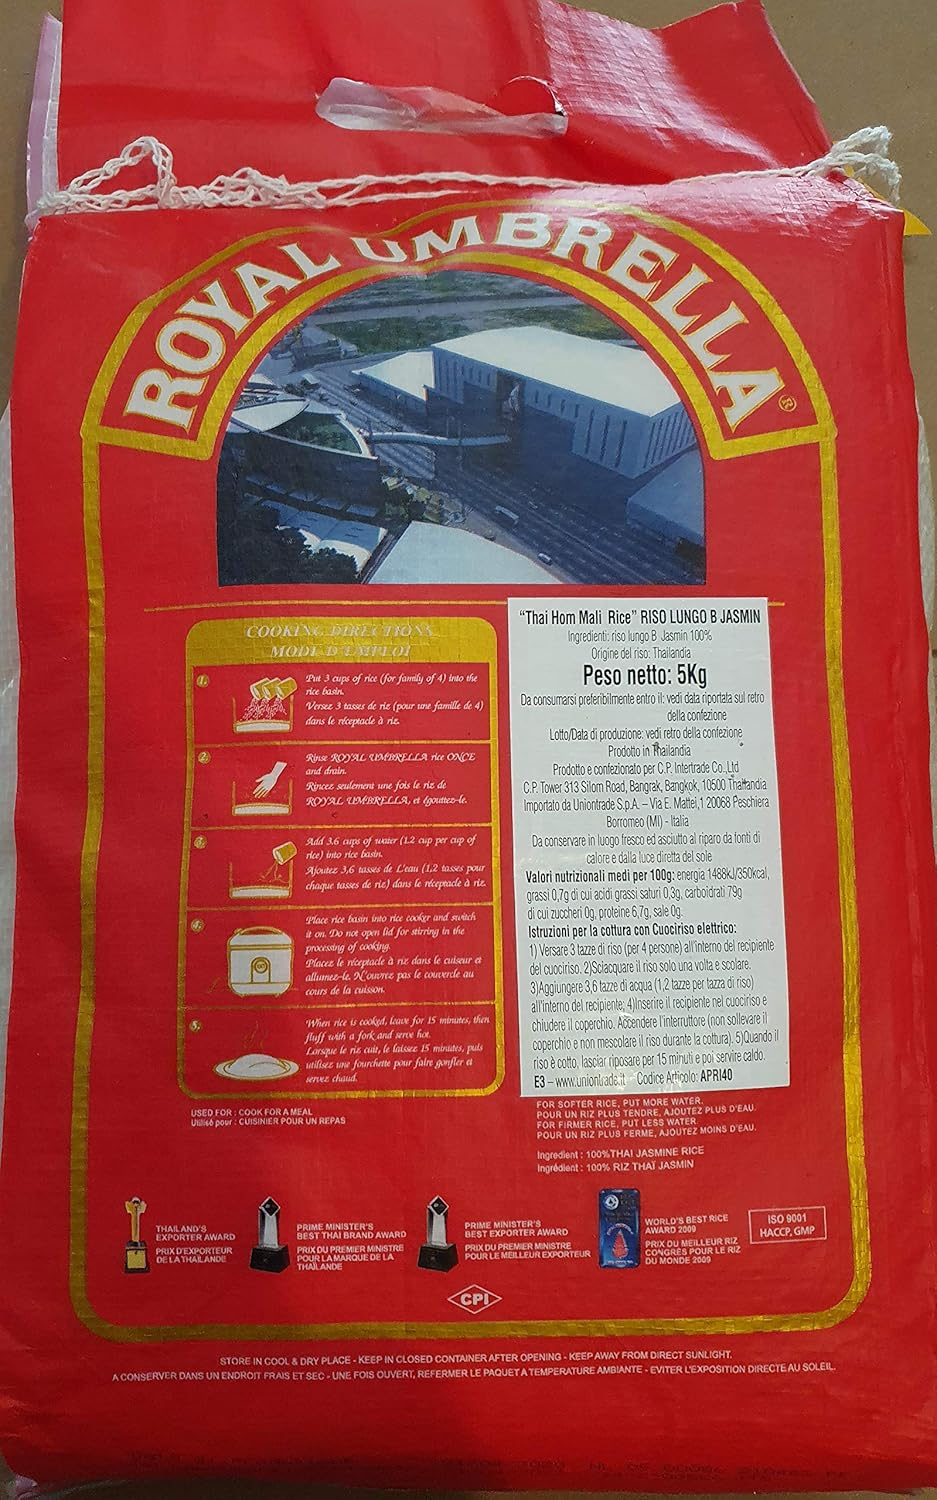 ROYAL UMBRELLA®
COOKING DIRECTIONS
MODE D'EMPLOI
1.
Put 3 cups of rice (for family of 4) into the
rice basin.
Versez 3 tasses de riz (pour une famille de 4)
dans le réceptacle à riz.
2.
Rinse ROYAL UMBRELLA rice ONCE
and drain.
Rincez seulement une fois le riz de
ROYAL UMBRELLA, et égouttez-le.
3.
Add 3.6 cups of water (1.2 cup per cup of
rice) into rice basin.
Ajoutez 3,6 tasses de L'eau (1,2 tasses pour
chaque tasses de riz) dans le réceptacle à riz.
4.
Place rice basin into rice cooker and switch
it on. Do not open lid for stirring in the
processing of cooking.
Placez le réceptacle à riz dans le cuiseur et
allumez-le. N'ouvrez pas le couvercle au
cours de la cuisson.
5.
When rice is cooked, leave for 15 minutes, then
fluff with a fork and serve hot.
Lorsque le riz cuit, le laissez 15 minutes, puis
utilisez une fourchette pour faire gonfler et
servez chaud.
USED FOR : COOK FOR A MEAL
Utilisé pour : CUISINIER POUR UN REPAS
"Thai Hom Mali Rice" RISO LUNGO B JASMIN
Ingredienti: riso lungo B Jasmin 100%
Origine del riso: Thailandia
Peso netto: 5Kg
Da consumarsi preferibilmente entro il: vedi data riportata sul retro
della confezione
Lotto/Data di produzione: vedi retro della confezione
Prodotto in Thailandia
Prodotto e confezionato per C.P. Intertrade Co.,Ltd
C.P. Tower 313 Silom Road, Bangrak, Bangkok, 10500 Thailandia
Importato da Uniontrade S.p.A. – Via E. Mattei,1 20068 Peschiera
Borromeo (MI) - Italia
Da conservare in luogo fresco ed asciutto al riparo da fonti di
calore e dalla luce diretta del sole
Valori nutrizionali medi per 100g: energia 1488kJ/350kcal,
grassi 0,7g di cui acidi grassi saturi 0,3g, carboidrati 79g
di cui zuccheri 0g, proteine 6,7g, sale 0g.
Istruzioni per la cottura con Cuociriso elettrico:
1) Versare 3 tazze di riso (per 4 persone) all'interno del recipiente
del cuociriso. 2)Sciacquare il riso solo una volta e scolare.
3)Aggiungere 3,6 tazze di acqua (1,2 tazze per tazza di riso)
all'interno del recipiente; 4)Inserire il recipiente nel cuociriso e
chiudere il coperchio. Accendere l'interruttore (non sollevare il
coperchio e non mescolare il riso durante la cottura). 5)Quando il
riso è cotto, lasciar riposare per 15 minuti e poi servire caldo.
E3 – www.uniontrade.it Codice Articolo: APRI40
FOR SOFTER RICE, PUT MORE WATER.
POUR UN RIZ PLUS TENDRE, AJOUTEZ PLUS D'EAU.
FOR FIRMER RICE, PUT LESS WATER.
POUR UN RIZ PLUS FERME, AJOUTEZ MOINS D'EAU.
Ingredient : 100%THAI JASMINE RICE
Ingrédient : 100% RIZ THAÏ JASMIN
THAILAND'S
EXPORTER AWARD
PRIX D'EXPORTEUR
DE LA THAÏLANDE
PRIME MINISTER'S
BEST THAI BRAND AWARD
PRIX DU PREMIER MINISTRE
POUR LA MARQUE DE LA
THAÏLANDE
PRIME MINISTER'S
BEST EXPORTER AWARD
PRIX DU PREMIER MINISTRE
POUR LE MEILLEUR EXPORTEUR
WORLD'S BEST RICE
AWARD 2009
PRIX DU MEILLEUR RIZ
CONGRÈS POUR LE RIZ
DU MONDE 2009
ISO 9001
HACCP, GMP
CPI
STORE IN COOL & DRY PLACE - KEEP IN CLOSED CONTAINER AFTER OPENING - KEEP AWAY FROM DIRECT SUNLIGHT.
A CONSERVER DANS UN ENDROIT FRAIS ET SEC - UNE FOIS OUVERT, REFERMER LE PAQUET A TEMPERATURE AMBIANTE - EVITER L'EXPOSITION DIRECTE AU SOLEIL.